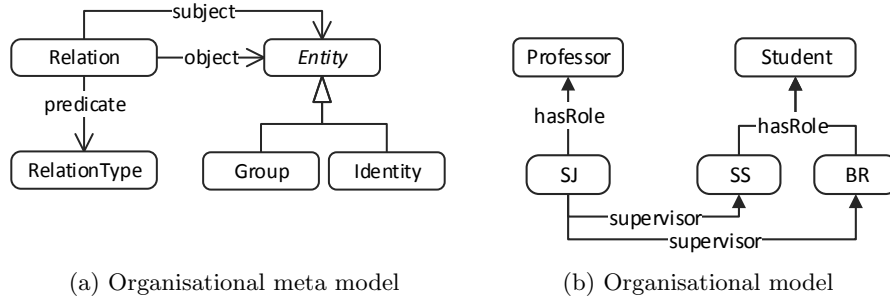 subject
Relation
object
Entity
predicate
RelationType
Group
Identity
(a) Organisational meta model
Professor
Student
hasRole
hasRole
SJ
SS
BR
supervisor
supervisor
(b) Organisational model